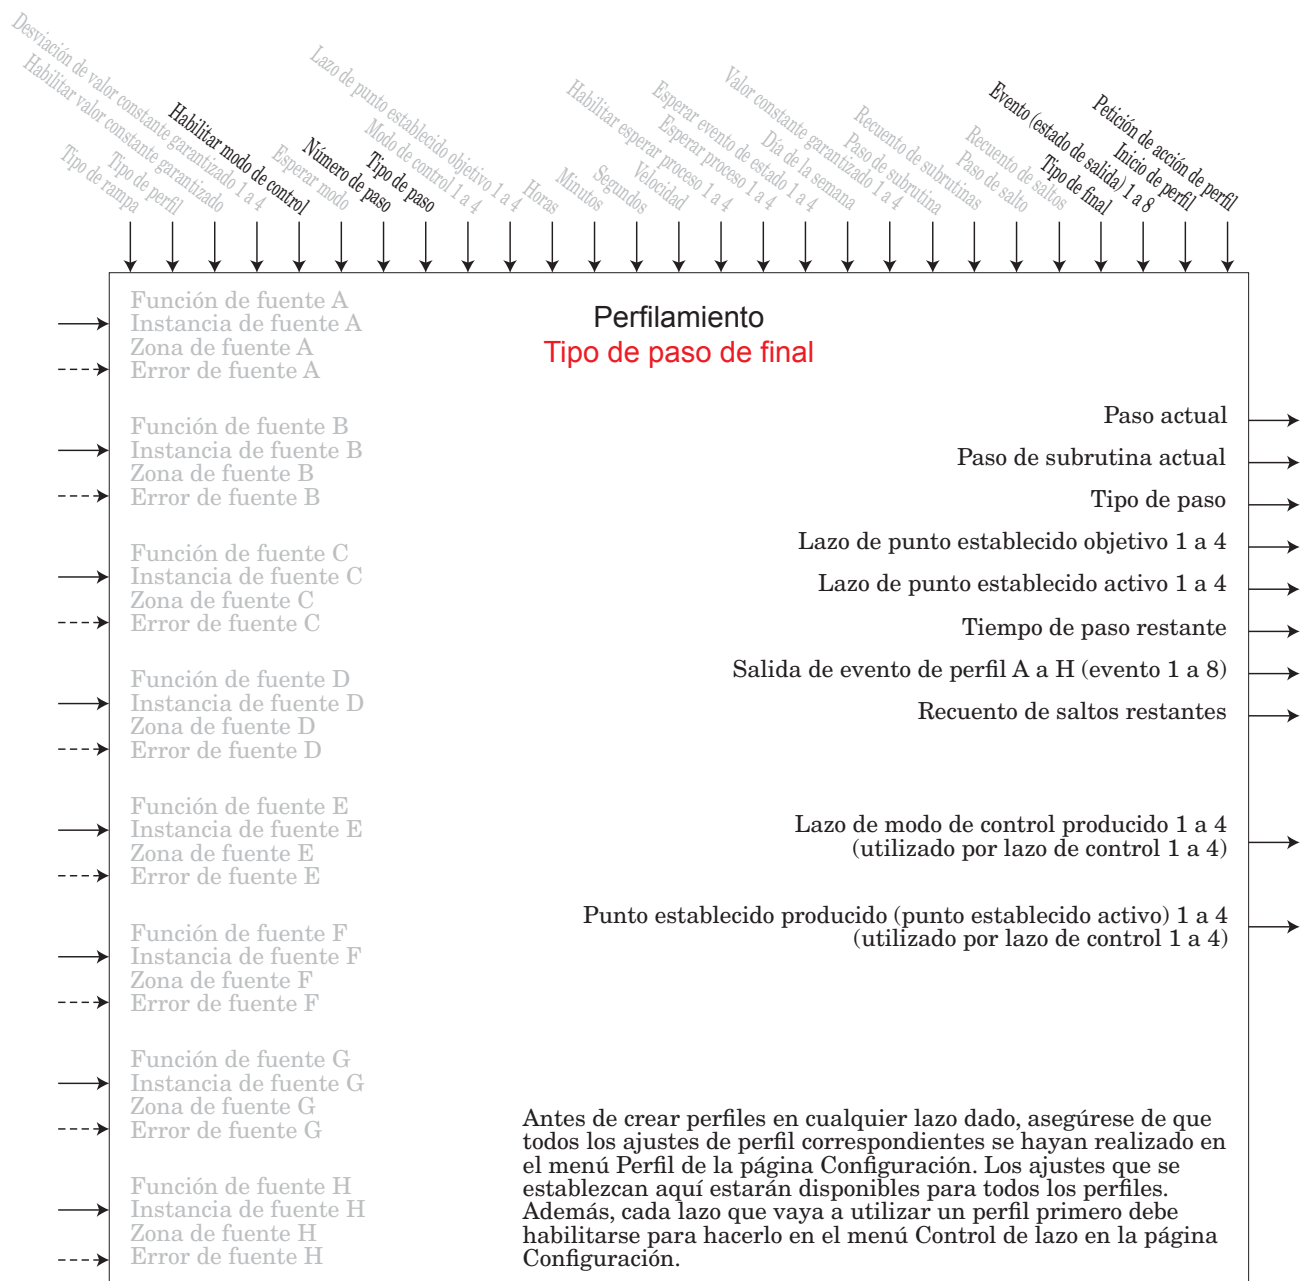 Tipo de rampa
Tipo de perfil
Habilitar valor constante garantizado
Desviación de valor constante garantizado 1 a 4
Habilitar modo de control
Esperar modo
Número de paso
Tipo de paso
Modo de control 1 a 4
Lazo de punto establecido objetivo 1 a 4
Horas
Minutos
Segundos
Velocidad
Habilitar esperar proceso 1 a 4
Esperar proceso 1 a 4
Esperar evento de estado 1 a 4
Día de la semana
Valor constante garantizado 1 a 4
Paso de subrutina
Recuento de subrutinas
Paso de salto
Recuento de saltos
Tipo de final
Evento (estado de salida) 1 a 8
Inicio de perfil
Petición de acción de perfil
Perfilamiento
Tipo de paso de final
Función de fuente A
Instancia de fuente A
Zona de fuente A
Error de fuente A
Función de fuente B
Instancia de fuente B
Zona de fuente B
Error de fuente B
Función de fuente C
Instancia de fuente C
Zona de fuente C
Error de fuente C
Función de fuente D
Instancia de fuente D
Zona de fuente D
Error de fuente D
Función de fuente E
Instancia de fuente E
Zona de fuente E
Error de fuente E
Función de fuente F
Instancia de fuente F
Zona de fuente F
Error de fuente F
Función de fuente G
Instancia de fuente G
Zona de fuente G
Error de fuente G
Función de fuente H
Instancia de fuente H
Zona de fuente H
Error de fuente H
Paso actual
Paso de subrutina actual
Tipo de paso
Lazo de punto establecido objetivo 1 a 4
Lazo de punto establecido activo 1 a 4
Tiempo de paso restante
Salida de evento de perfil A a H (evento 1 a 8)
Recuento de saltos restantes
Lazo de modo de control producido 1 a 4
(utilizado por lazo de control 1 a 4)
Punto establecido producido (punto establecido activo) 1 a 4
(utilizado por lazo de control 1 a 4)
Antes de crear perfiles en cualquier lazo dado, asegúrese de que
todos los ajustes de perfil correspondientes se hayan realizado en
el menú Perfil de la página Configuración. Los ajustes que se
establezcan aquí estarán disponibles para todos los perfiles.
Además, cada lazo que vaya a utilizar un perfil primero debe
habilitarse para hacerlo en el menú Control de lazo en la página
Configuración.